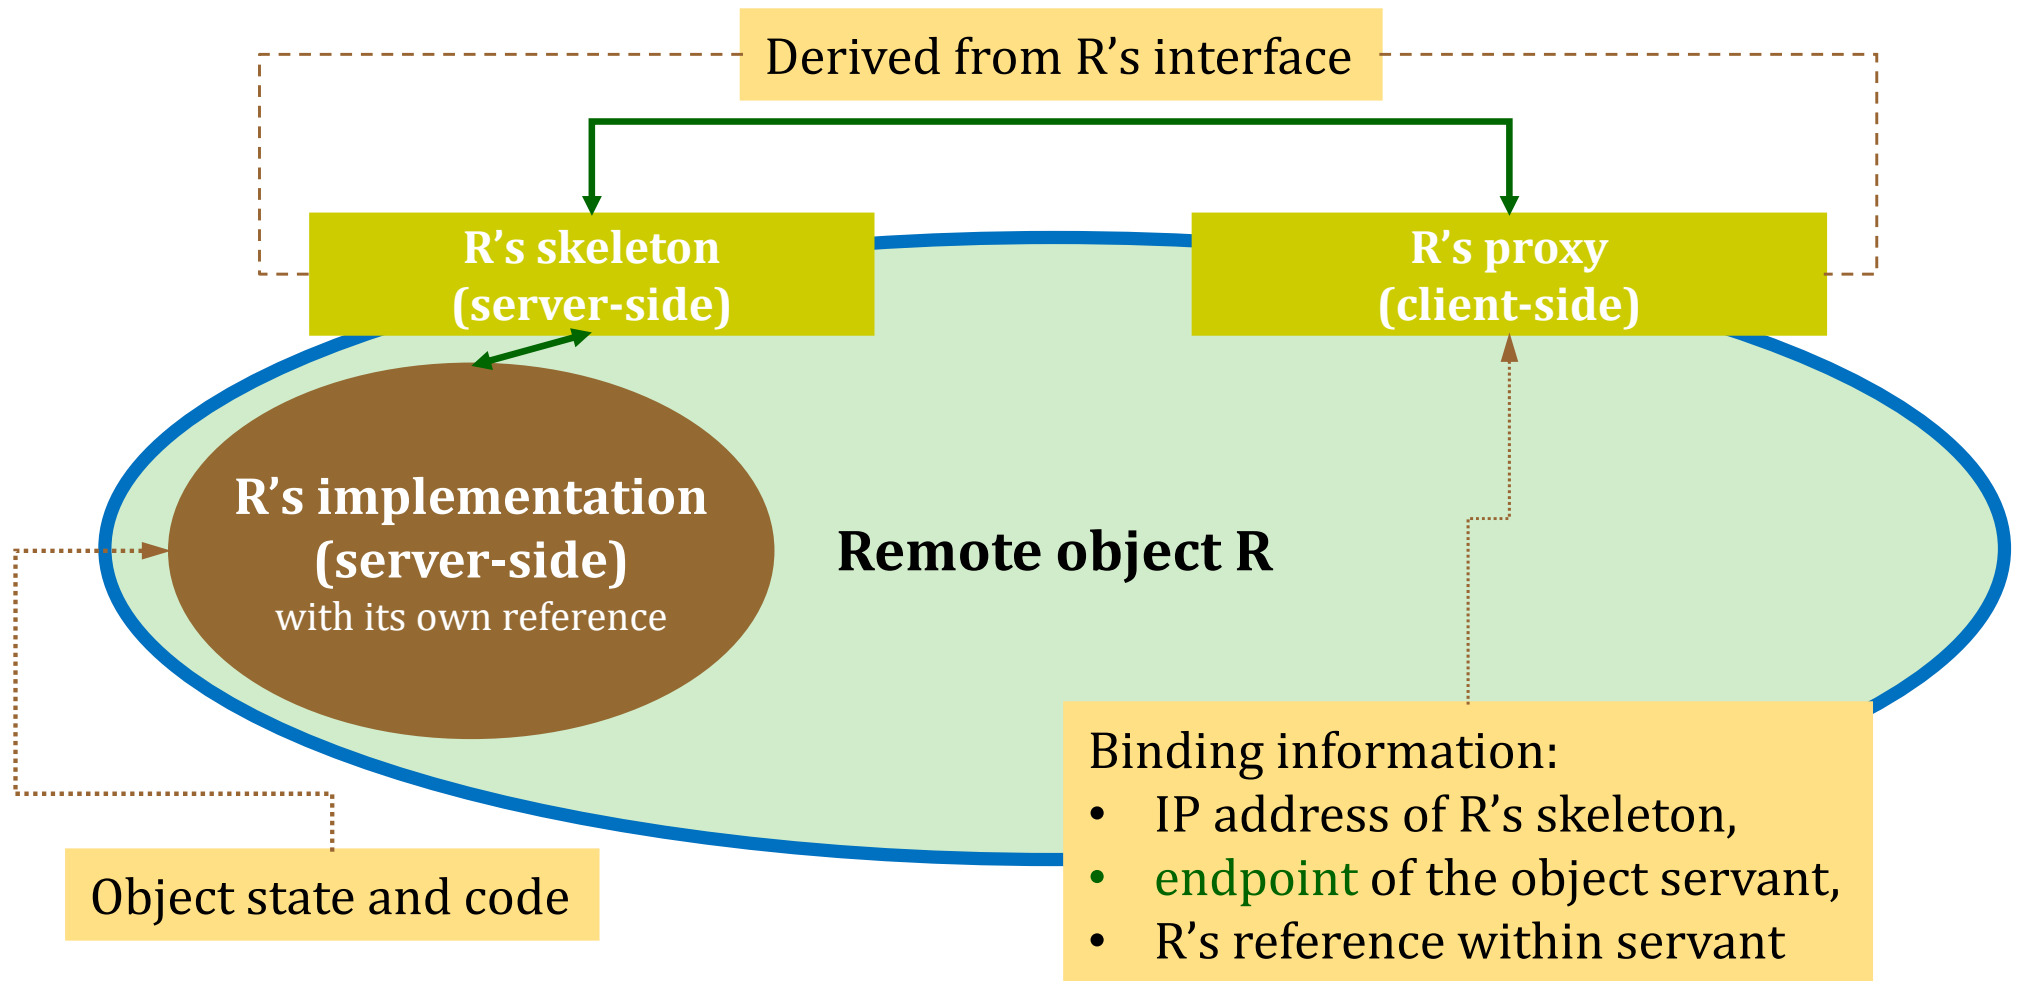 Derived from R’s interface
R’s skeleton
(server-side)
R’s proxy
(client-side)
R’s implementation
(server-side)
with its own reference
Remote object R
Binding information:
• IP address of R’s skeleton,
• endpoint of the object servant,
• R’s reference within servant
Object state and code